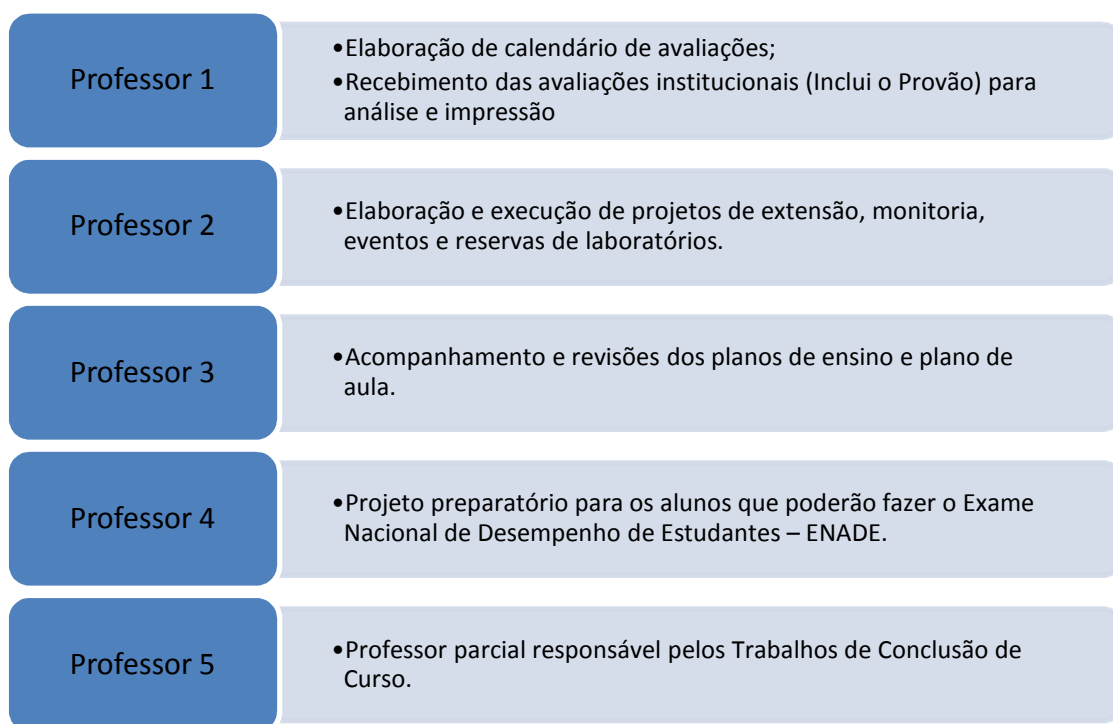 Professor 1
•Elaboração de calendário de avaliações;
•Recebimento das avaliações institucionais (Inclui o Provão) para
análise e impressão
Professor 2
•Elaboração e execução de projetos de extensão, monitoria,
eventos e reservas de laboratórios.
Professor 3
•Acompanhamento e revisões dos planos de ensino e plano de
aula.
Professor 4
•Projeto preparatório para os alunos que poderão fazer o Exame
Nacional de Desempenho de Estudantes – ENADE.
Professor 5
•Professor parcial responsável pelos Trabalhos de Conclusão de
Curso.